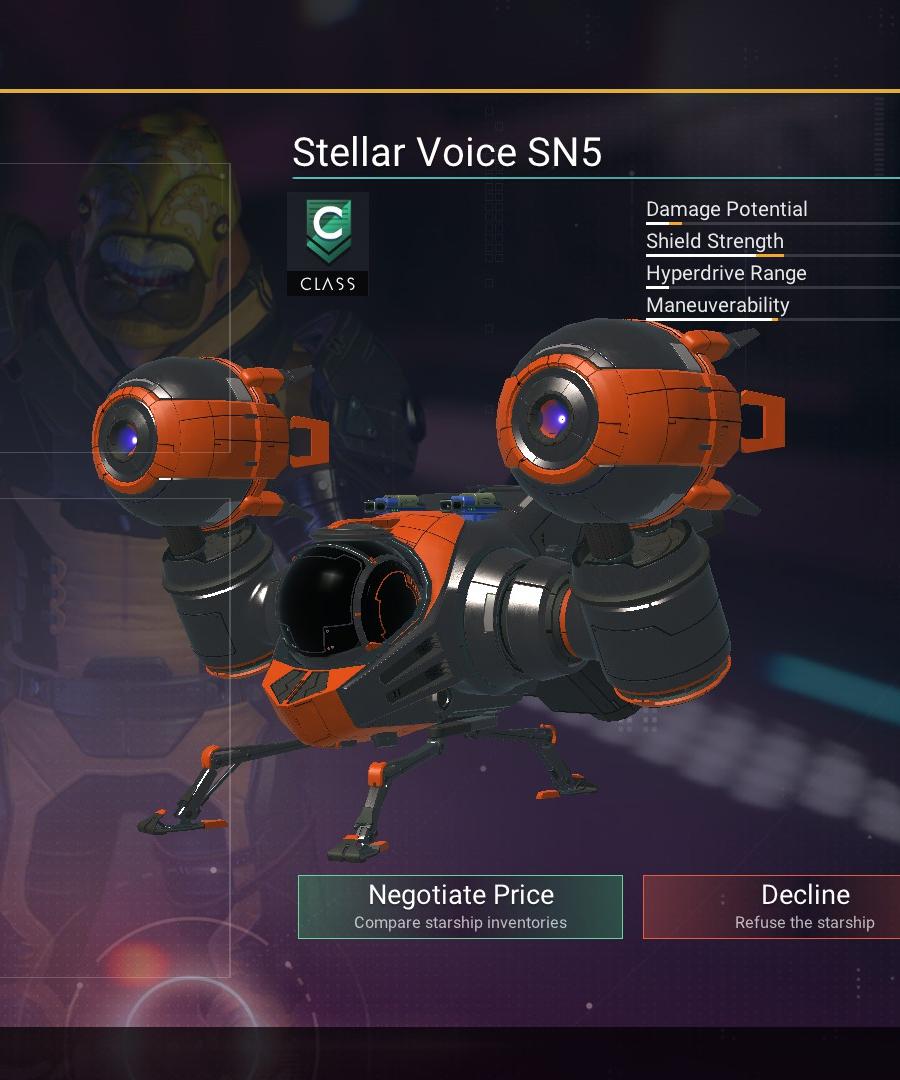 Stellar Voice SN5
C
CLASS
Damage Potential
Shield Strength
Hyperdrive Range
Maneuverability
Negotiate Price
Compare starship inventories
Decline
Refuse the starship